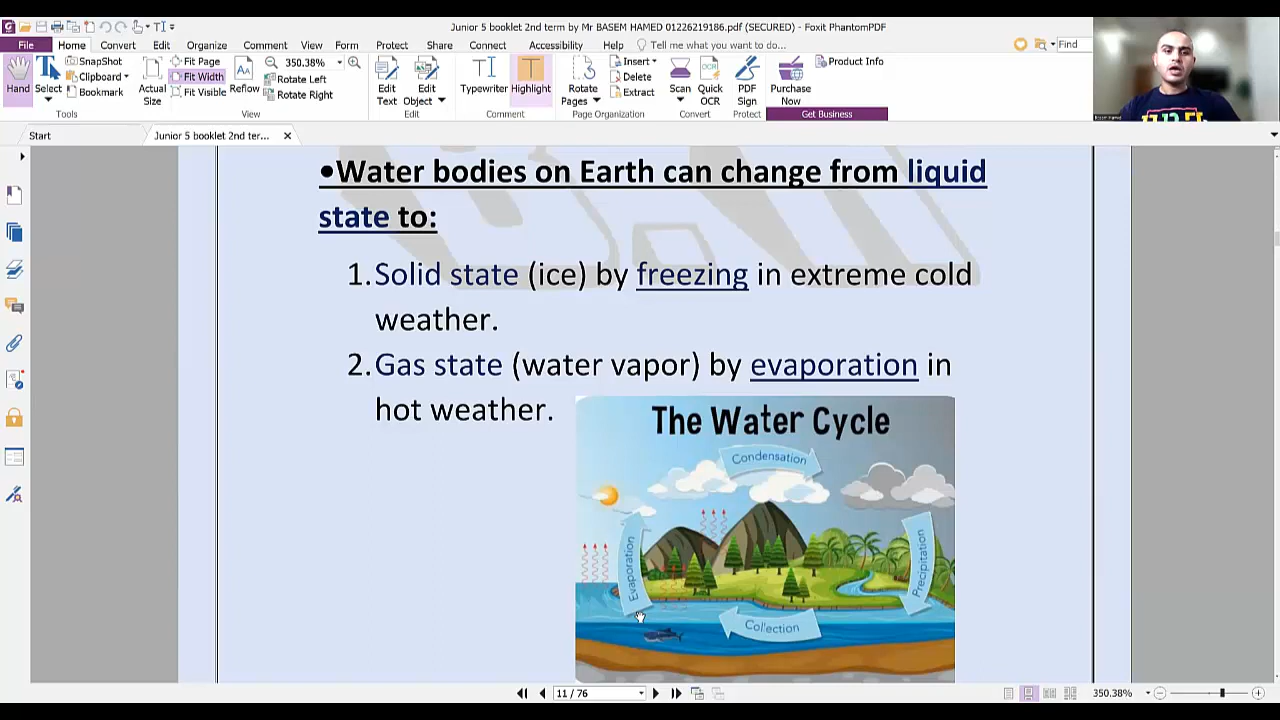 Junior 5 booklet 2nd term by Mr BASEM HAMED 01226219186.pdf (SECURED) - Foxit PhantomPDF
File Home Convert Edit Organize Comment View Form Protect Share Connect Accessibility Help Tell me what you want to do... Find
SnapShot
Clipboard
Bookmark
Hand
Select
Tools
Actual
Size
Fit Page
Fit Width
Fit Visible
Reflow
350.38%
Rotate Left
Rotate Right
View
Edit
Text
Edit
Object
Edit
Typewriter
Highlight
Comment
Rotate
Pages
Insert
Delete
Extract
Page Organization
Scan
Quick
OCR
Convert
PDF
Sign
Protect
Purchase
Now
Product Info
Get Business
Start
Junior 5 booklet 2nd ter...
•Water bodies on Earth can change from liquid
state to:
1.Solid state (ice) by freezing in extreme cold
weather.
2.Gas state (water vapor) by evaporation in
hot weather.
The Water Cycle
Condensation
Evaporation
Precipitation
Collection
11 / 76
350.38%